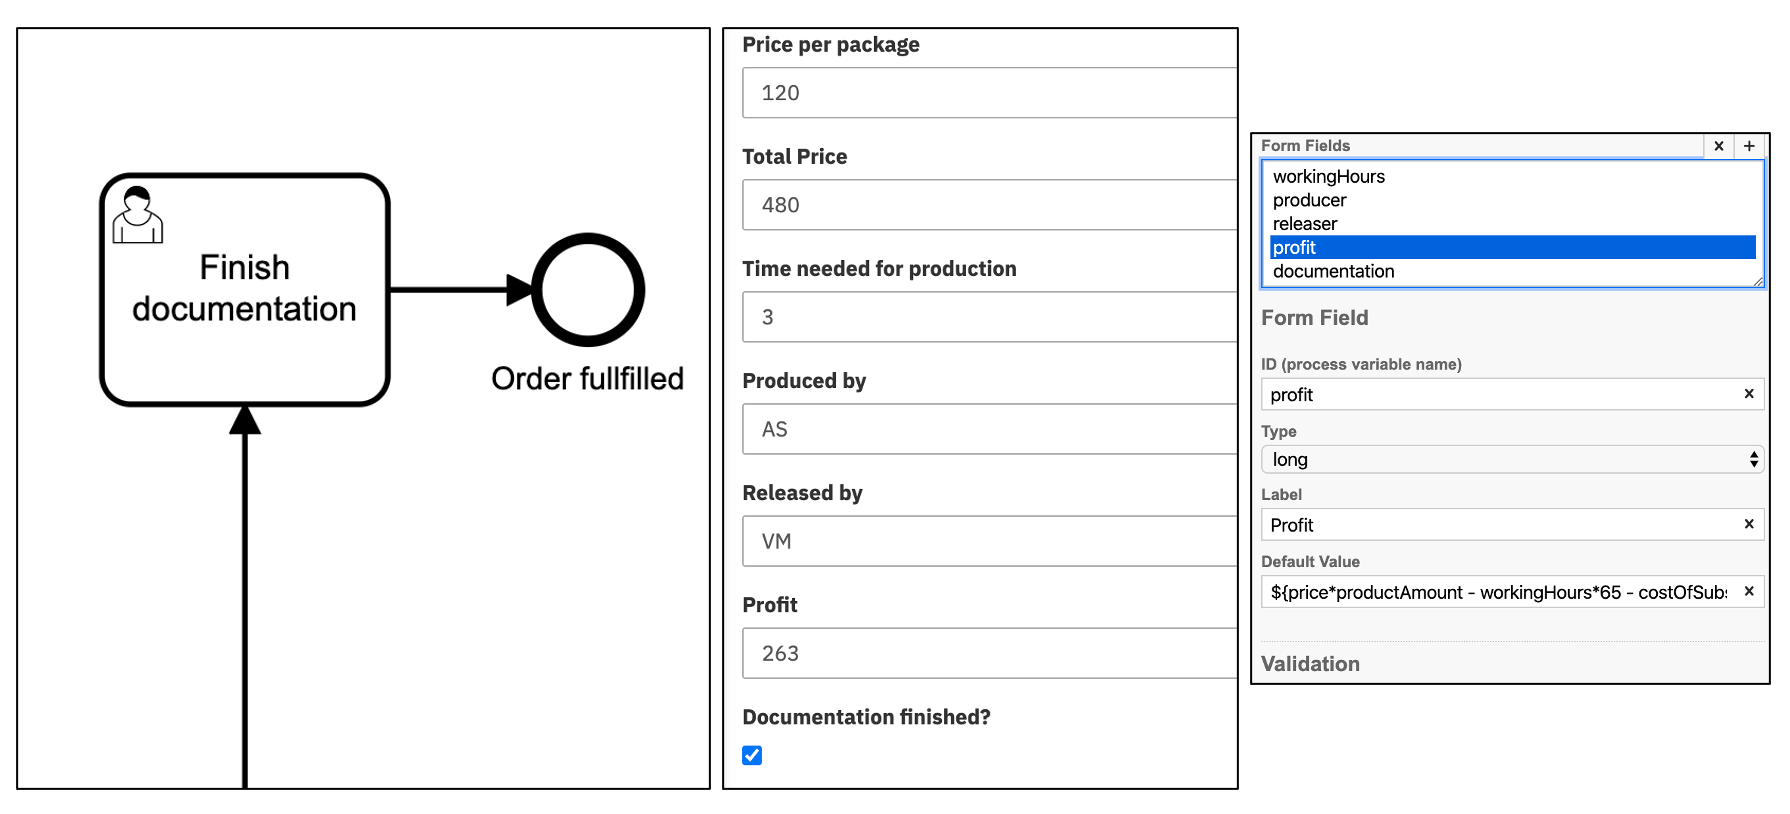 Finish
documentation
Order fullfilled
Price per package
120
Total Price
480
Time needed for production
3
Produced by
AS
Released by
VM
Profit
263
Documentation finished?
Form Fields
x +
workingHours
producer
releaser
profit
documentation
Form Field
ID (process variable name)
profit x
Type
long
Label
Profit x
Default Value
${price*productAmount - workingHours*65 - costOfSubs x
Validation